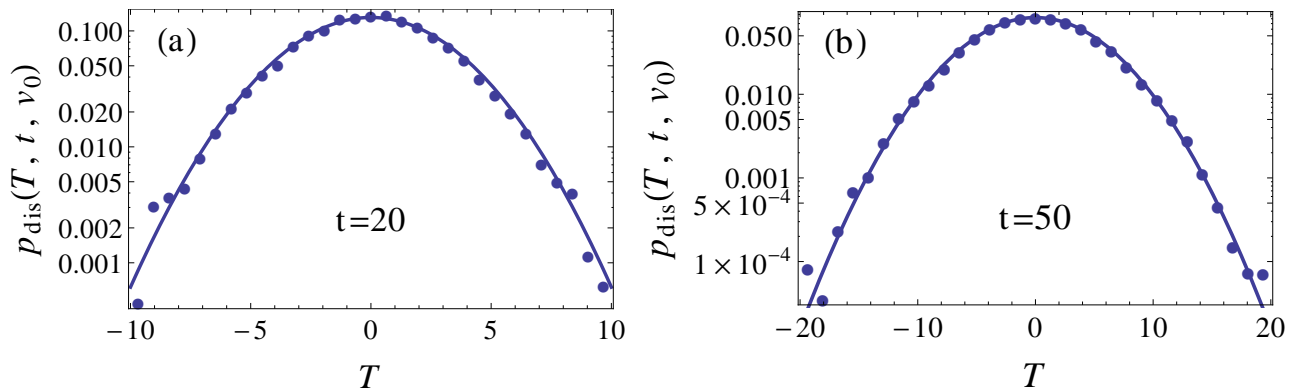 (a)
p_dis(T, t, v_0)
0.100
0.050
0.020
0.010
0.005
0.002
0.001
t=20
−10 −5 0 5 10
T
(b)
p_dis(T, t, v_0)
0.050
0.010
0.005
0.001
5 × 10⁻⁴
1 × 10⁻⁴
t=50
−20 −10 0 10 20
T